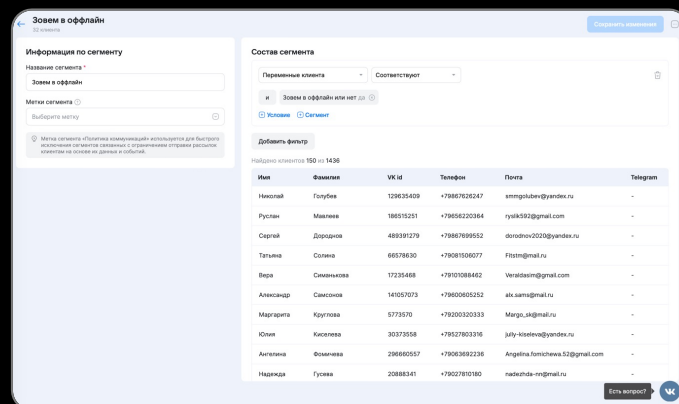 Зовем в оффлайн
32 клиента
Сохранить изменения
Информация по сегменту
Название сегмента *
Зовем в оффлайн
Метки сегмента
Выберите метку
Метка сегмента «Политика коммуникаций» используется для быстрого
исключения сегментов связанных с ограничением отправки рассылок
клиентам на основе их данных и событий.
Состав сегмента
Переменные клиента Соответствуют
и Зовем в оффлайн или нет да
Условие Сегмент
Добавить фильтр
Найдено клиентов 150 из 1436
Имя Фамилия VK id Телефон Почта Telegram
Николай Голубев 129635409 +79867626247 smmgolubev@yandex.ru -
Руслан Мавлеев 186515251 +79656220364 ryslik592@gmail.com -
Сергей Дороднов 489391279 +79867699552 dorodnov2020@yandex.ru -
Татьяна Солина 66578630 +79081506077 Fitstm@mail.ru -
Вера Симанькова 17235468 +79101088462 Veraldasim@gmail.com -
Александр Самсонов 141057073 +79600605252 alx.sams@mail.ru -
Маргарита Круглова 5773570 +79200320333 Margo_sk@mail.ru -
Юлия Киселева 30373558 +79527803316 jully-kiseleva@yandex.ru -
Ангелина Фомичева 296660557 +79063692236 Angelina.fomichewa.52@gmail.com -
Надежда Гусева 20888341 +79027810180 nadezhda-nn@mail.ru -
Есть вопрос?